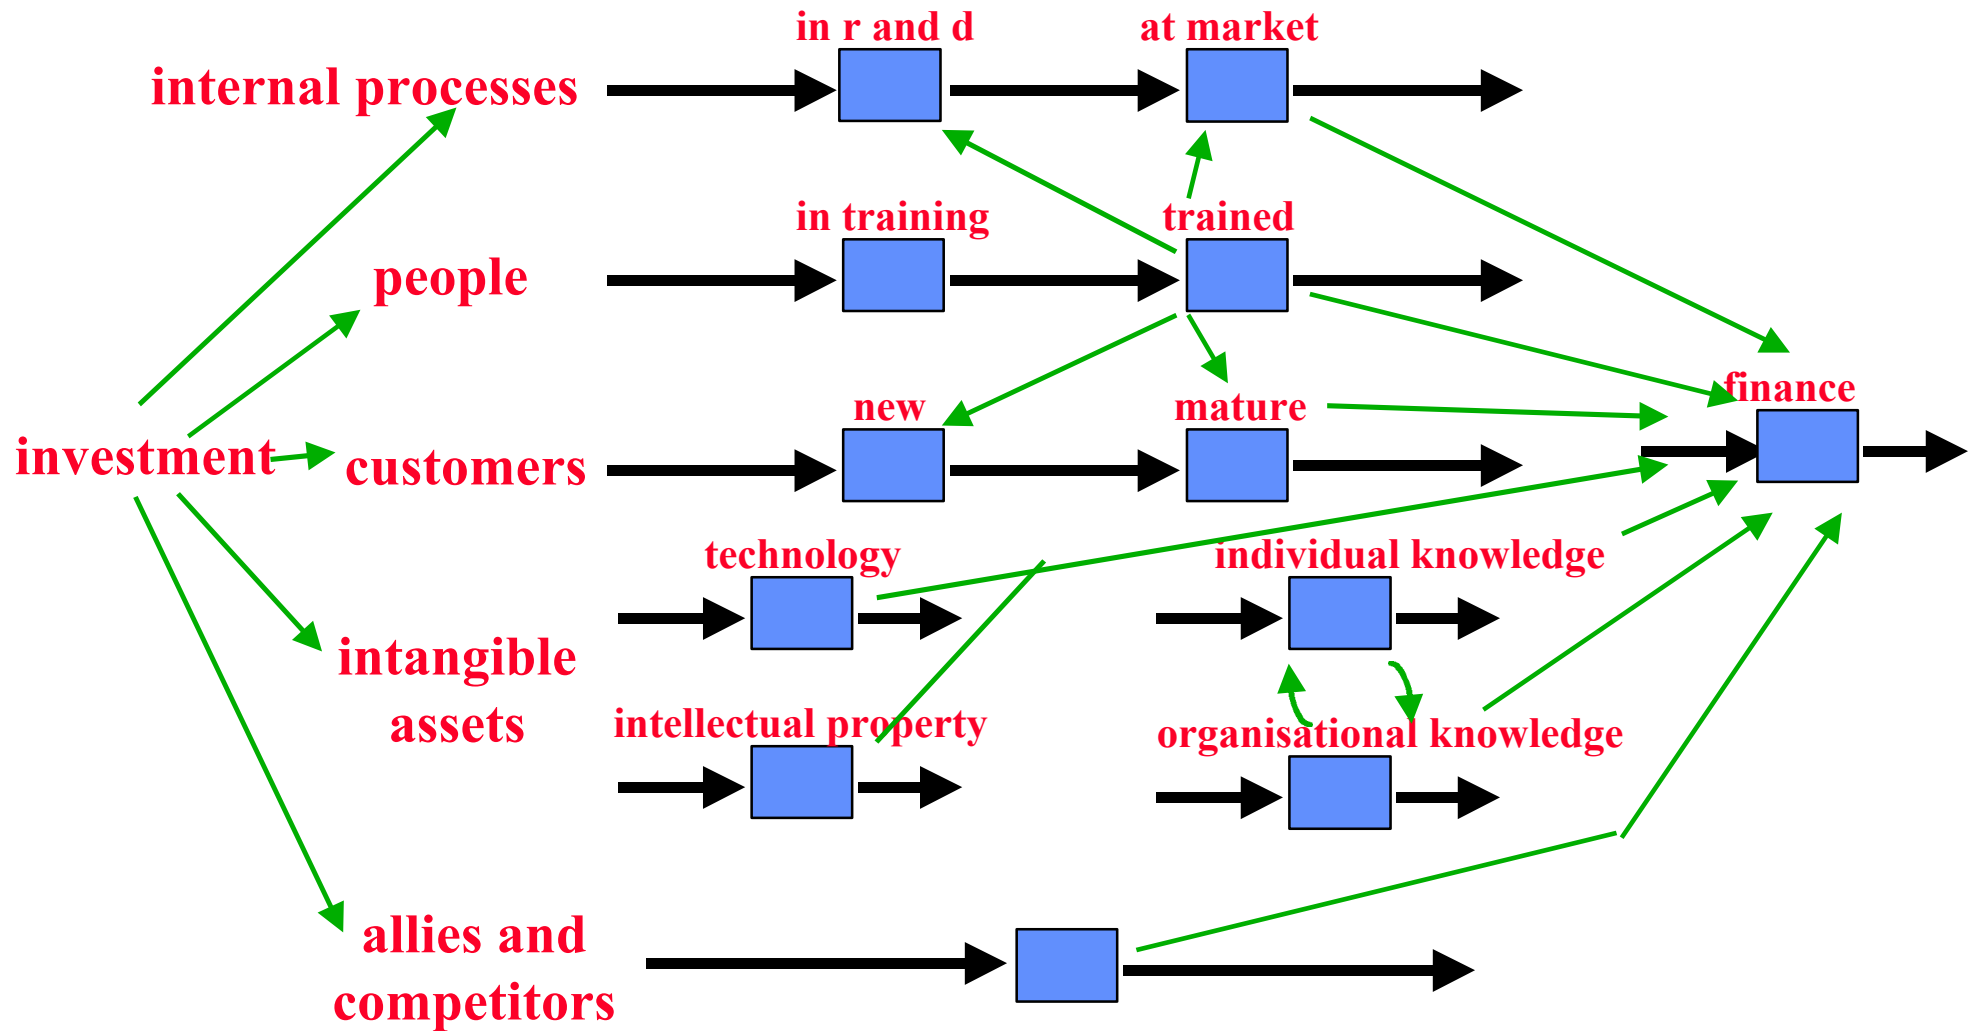 in r and d
at market
internal processes
in training
trained
people
finance
new
mature
investment
customers
technology
individual knowledge
intangible
assets
intellectual property
organisational knowledge
allies and
competitors